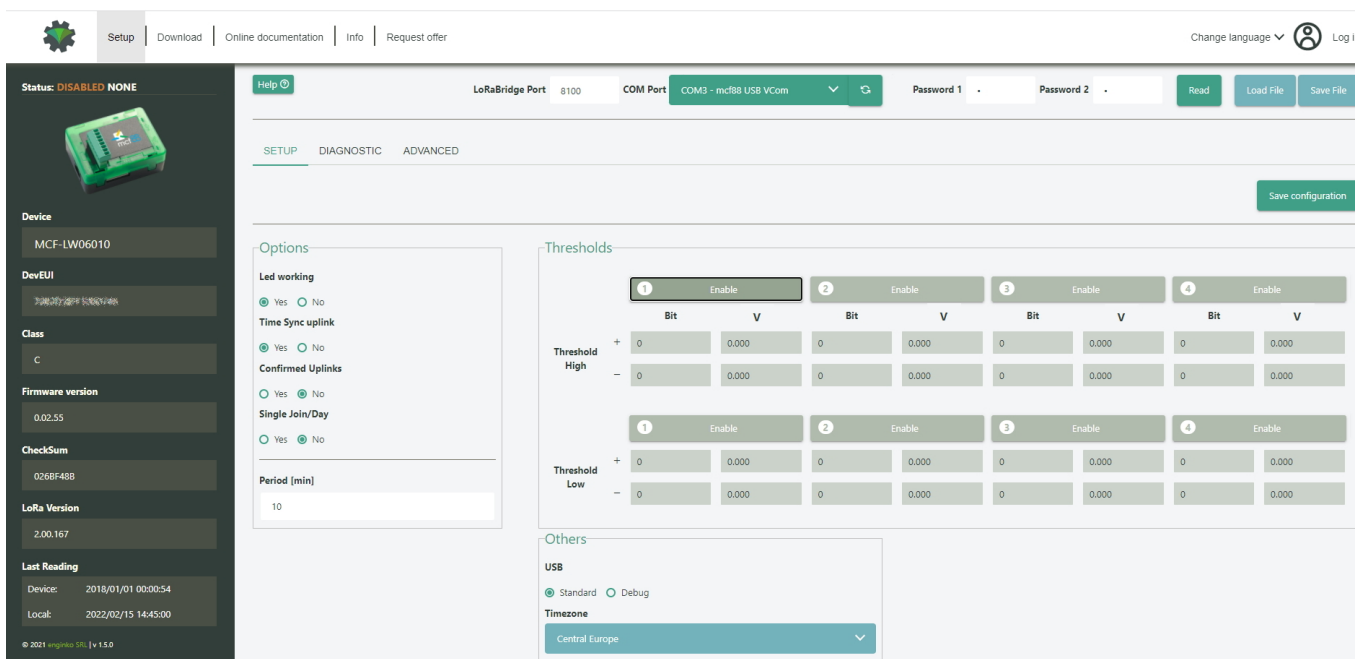 Setup Download Online documentation Info Request offer Change language Log i
Status: DISABLED NONE
Help LoRaBridge Port 8100 COM Port COM3 - mcf88 USB VCom Password 1 Password 2 Read Load File Save File
SETUP DIAGNOSTIC ADVANCED
Save configuration
Device
MCF-LW06010
DevEUI
Class
C
Firmware version
0.02.55
CheckSum
026BF48B
LoRa Version
2.00.167
Last Reading
Device: 2018/01/01 00:00:54
Local: 2022/02/15 14:45:00
© 2021 enginko SRL | v 1.5.0
Options
Led working
Yes No
Time Sync uplink
Yes No
Confirmed Uplinks
Yes No
Single Join/Day
Yes No
Period [min]
10
Thresholds
1 Enable 2 Enable 3 Enable 4 Enable
Bit V Bit V Bit V Bit V
Threshold High
+ 0 0.000 0 0.000 0 0.000 0 0.000
− 0 0.000 0 0.000 0 0.000 0 0.000
1 Enable 2 Enable 3 Enable 4 Enable
Threshold Low
+ 0 0.000 0 0.000 0 0.000 0 0.000
− 0 0.000 0 0.000 0 0.000 0 0.000
Others
USB
Standard Debug
Timezone
Central Europe